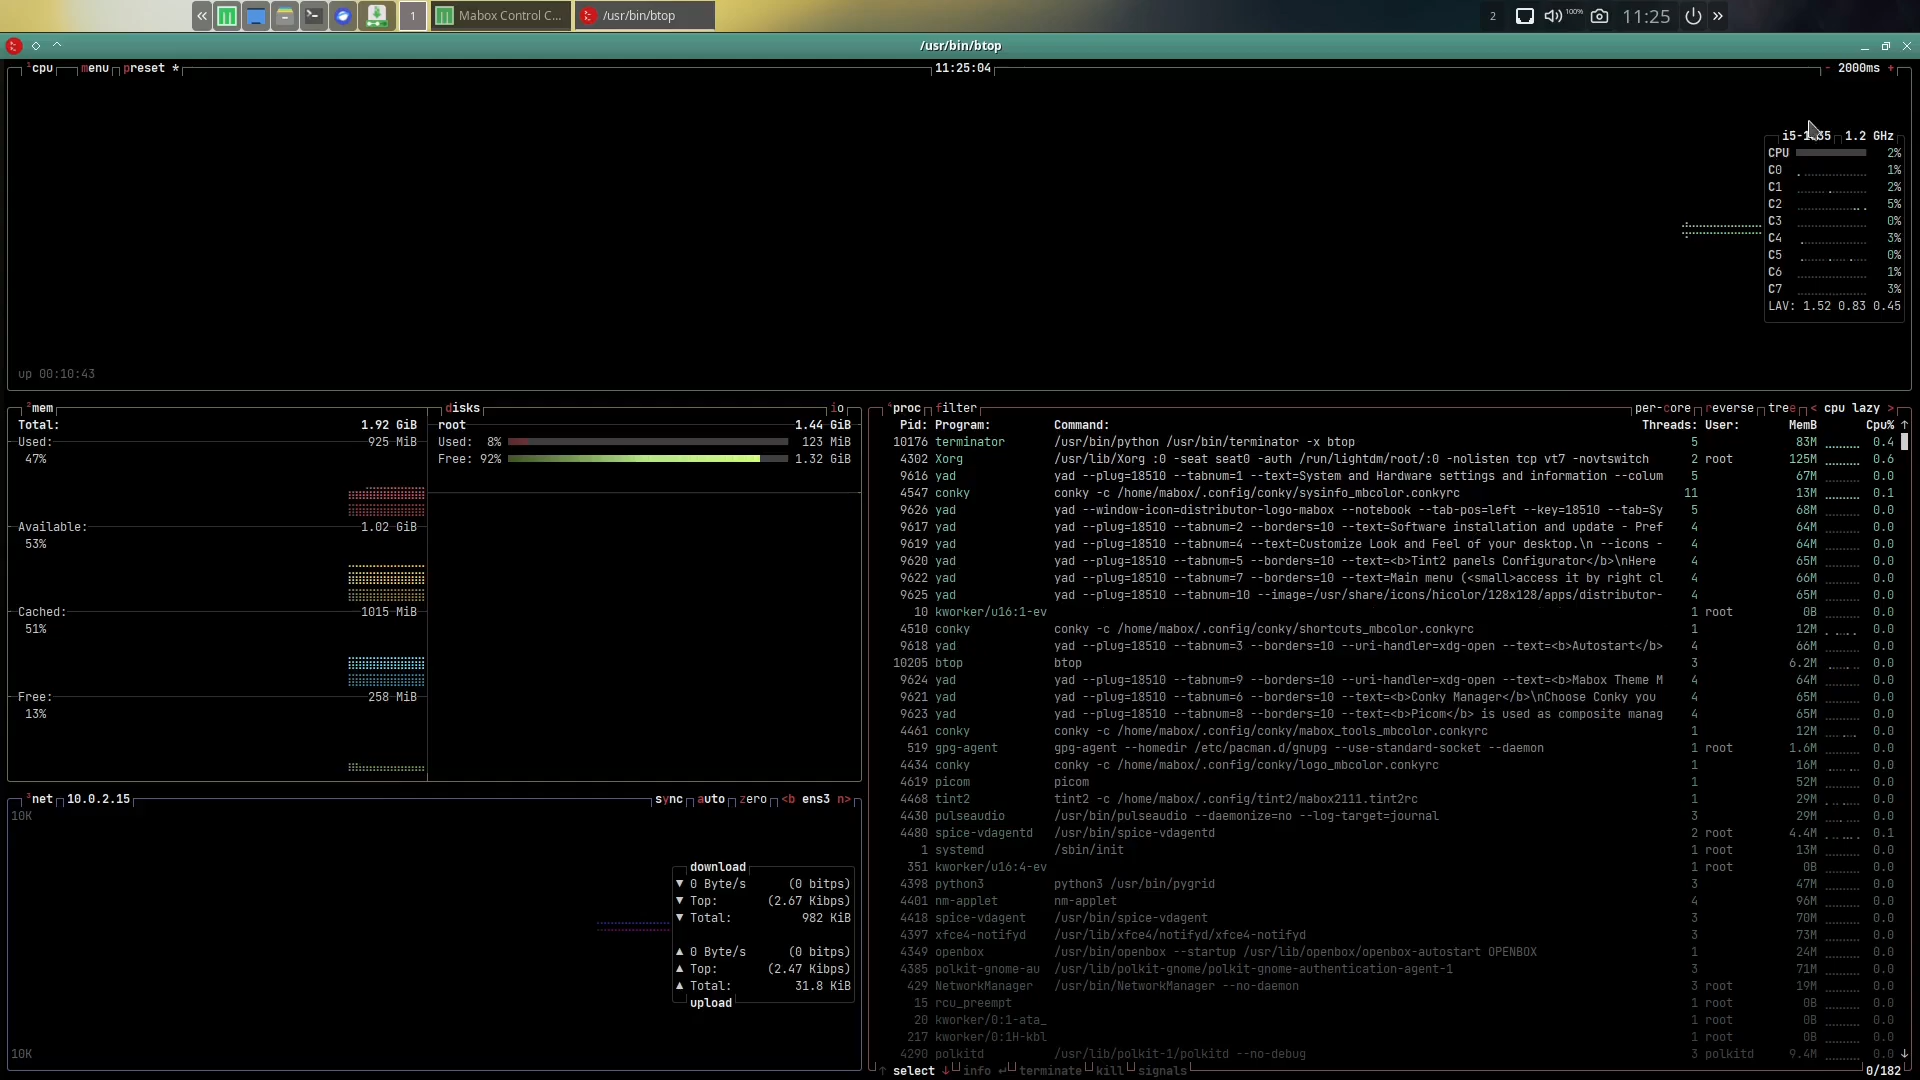 «
1
Mabox Control C...
/usr/bin/btop
2
100%
11:25
»
/usr/bin/btop
¹cpu menu preset *
11:25:04
- 2000ms +
1.2 GHz
CPU 2%
C0 1%
C1 2%
C2 5%
C3 0%
C4 3%
C5 0%
C6 1%
C7 3%
LAV: 1.52 0.83 0.45
up 00:10:43
²mem
Total: 1.92 GiB
Used: 925 MiB
47%
Available: 1.02 GiB
53%
Cached: 1015 MiB
51%
Free: 258 MiB
13%
disks io
root 1.44 GiB
Used: 8% 123 MiB
Free: 92% 1.32 GiB
³net 10.0.2.15 sync auto zero <b ens3 n>
10K
download
▼ 0 Byte/s (0 bitps)
▼ Top: (2.67 Kibps)
▼ Total: 982 KiB
▲ 0 Byte/s (0 bitps)
▲ Top: (2.47 Kibps)
▲ Total: 31.8 KiB
upload
10K
⁴proc filter per-core reverse tree < cpu lazy >
Pid: Program: Command: Threads: User: MemB Cpu% ↑
10176 terminator /usr/bin/python /usr/bin/terminator -x btop 5 83M 0.4
4302 Xorg /usr/lib/Xorg :0 -seat seat0 -auth /run/lightdm/root/:0 -nolisten tcp vt7 -novtswitch 2 root 125M 0.6
9616 yad yad --plug=18510 --tabnum=1 --text=System and Hardware settings and information --colum 5 67M 0.0
4547 conky conky -c /home/mabox/.config/conky/sysinfo_mbcolor.conkyrc 11 13M 0.1
9626 yad yad --window-icon=distributor-logo-mabox --notebook --tab-pos=left --key=18510 --tab=Sy 5 68M 0.0
9617 yad yad --plug=18510 --tabnum=2 --borders=10 --text=Software installation and update - Pref 4 64M 0.0
9619 yad yad --plug=18510 --tabnum=4 --borders=10 --text=Customize Look and Feel of your desktop.\n --icons - 4 64M 0.0
9620 yad yad --plug=18510 --tabnum=5 --borders=10 --text=<b>Tint2 panels Configurator</b>\nHere 4 65M 0.0
9622 yad yad --plug=18510 --tabnum=7 --borders=10 --text=Main menu (<small>access it by right cl 4 66M 0.0
9625 yad yad --plug=18510 --tabnum=10 --image=/usr/share/icons/hicolor/128x128/apps/distributor- 4 65M 0.0
10 kworker/u16:1-ev 1 root 0B 0.0
4510 conky conky -c /home/mabox/.config/conky/shortcuts_mbcolor.conkyrc 1 12M 0.0
9618 yad yad --plug=18510 --tabnum=3 --borders=10 --uri-handler=xdg-open --text=<b>Autostart</b> 4 66M 0.0
10205 btop btop 3 6.2M 0.0
9624 yad yad --plug=18510 --tabnum=9 --borders=10 --uri-handler=xdg-open --text=<b>Mabox Theme M 4 64M 0.0
9621 yad yad --plug=18510 --tabnum=6 --borders=10 --text=<b>Conky Manager</b>\nChoose Conky you 4 65M 0.0
9623 yad yad --plug=18510 --tabnum=8 --borders=10 --text=<b>Picom</b> is used as composite manag 4 65M 0.0
4461 conky conky -c /home/mabox/.config/conky/mabox_tools_mbcolor.conkyrc 1 12M 0.0
519 gpg-agent gpg-agent --homedir /etc/pacman.d/gnupg --use-standard-socket --daemon 1 root 1.6M 0.0
4434 conky conky -c /home/mabox/.config/conky/logo_mbcolor.conkyrc 1 16M 0.0
4619 picom picom 1 52M 0.0
4468 tint2 tint2 -c /home/mabox/.config/tint2/mabox2111.tint2rc 1 29M 0.0
4430 pulseaudio /usr/bin/pulseaudio --daemonize=no --log-target=journal 3 29M 0.0
4480 spice-vdagentd /usr/bin/spice-vdagentd 2 root 4.4M 0.1
1 systemd /sbin/init 1 root 13M 0.0
351 kworker/u16:4-ev 1 root 0B 0.0
4398 python3 python3 /usr/bin/pygrid 3 47M 0.0
4401 nm-applet nm-applet 4 96M 0.0
4418 spice-vdagent /usr/bin/spice-vdagent 3 70M 0.0
4397 xfce4-notifyd /usr/lib/xfce4/notifyd/xfce4-notifyd 3 73M 0.0
4349 openbox /usr/bin/openbox --startup /usr/lib/openbox/openbox-autostart OPENBOX 1 24M 0.0
4385 polkit-gnome-au /usr/lib/polkit-gnome/polkit-gnome-authentication-agent-1 3 71M 0.0
429 NetworkManager /usr/bin/NetworkManager --no-daemon 3 root 19M 0.0
15 rcu_preempt 1 root 0B 0.0
20 kworker/0:1-ata_ 1 root 0B 0.0
217 kworker/0:1H-kbl 1 root 0B 0.0
4290 polkitd /usr/lib/polkit-1/polkitd --no-debug 3 polkitd 9.4M 0.0 ↓
↑ select ↓ info ↵ terminate kill signals 0/182